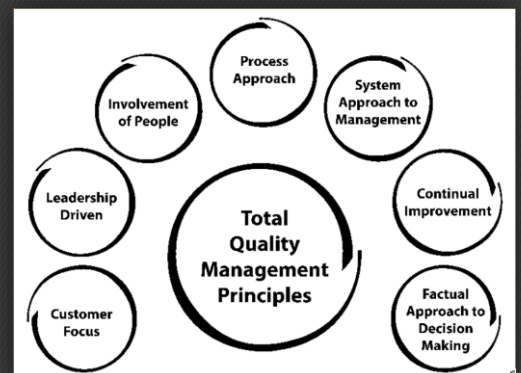 Process
Approach
System
Approach to
Management
Involvement
of People
Leadership
Driven
Continual
Improvement
Total
Quality
Management
Principles
Customer
Focus
Factual
Approach to
Decision
Making